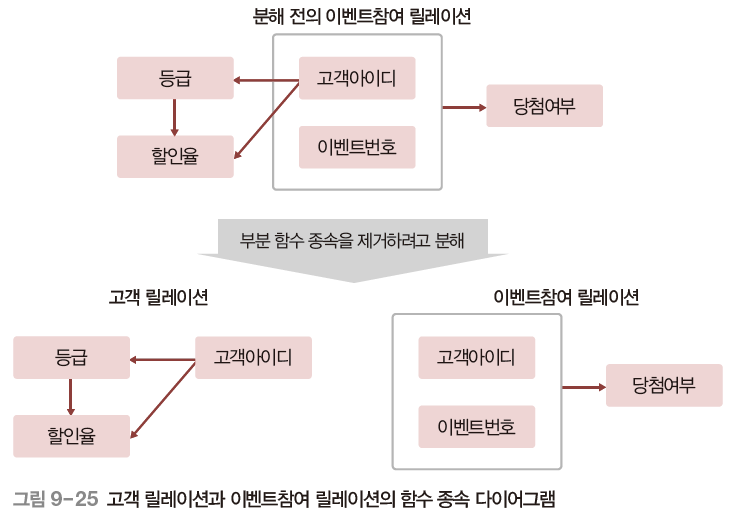 분해 전의 이벤트참여 릴레이션
등급
고객아이디
당첨여부
할인율
이벤트번호
부분 함수 종속을 제거하려고 분해
고객 릴레이션
이벤트참여 릴레이션
등급
고객아이디
할인율
고객아이디
이벤트번호
당첨여부
그림 9-25 고객 릴레이션과 이벤트참여 릴레이션의 함수 종속 다이어그램